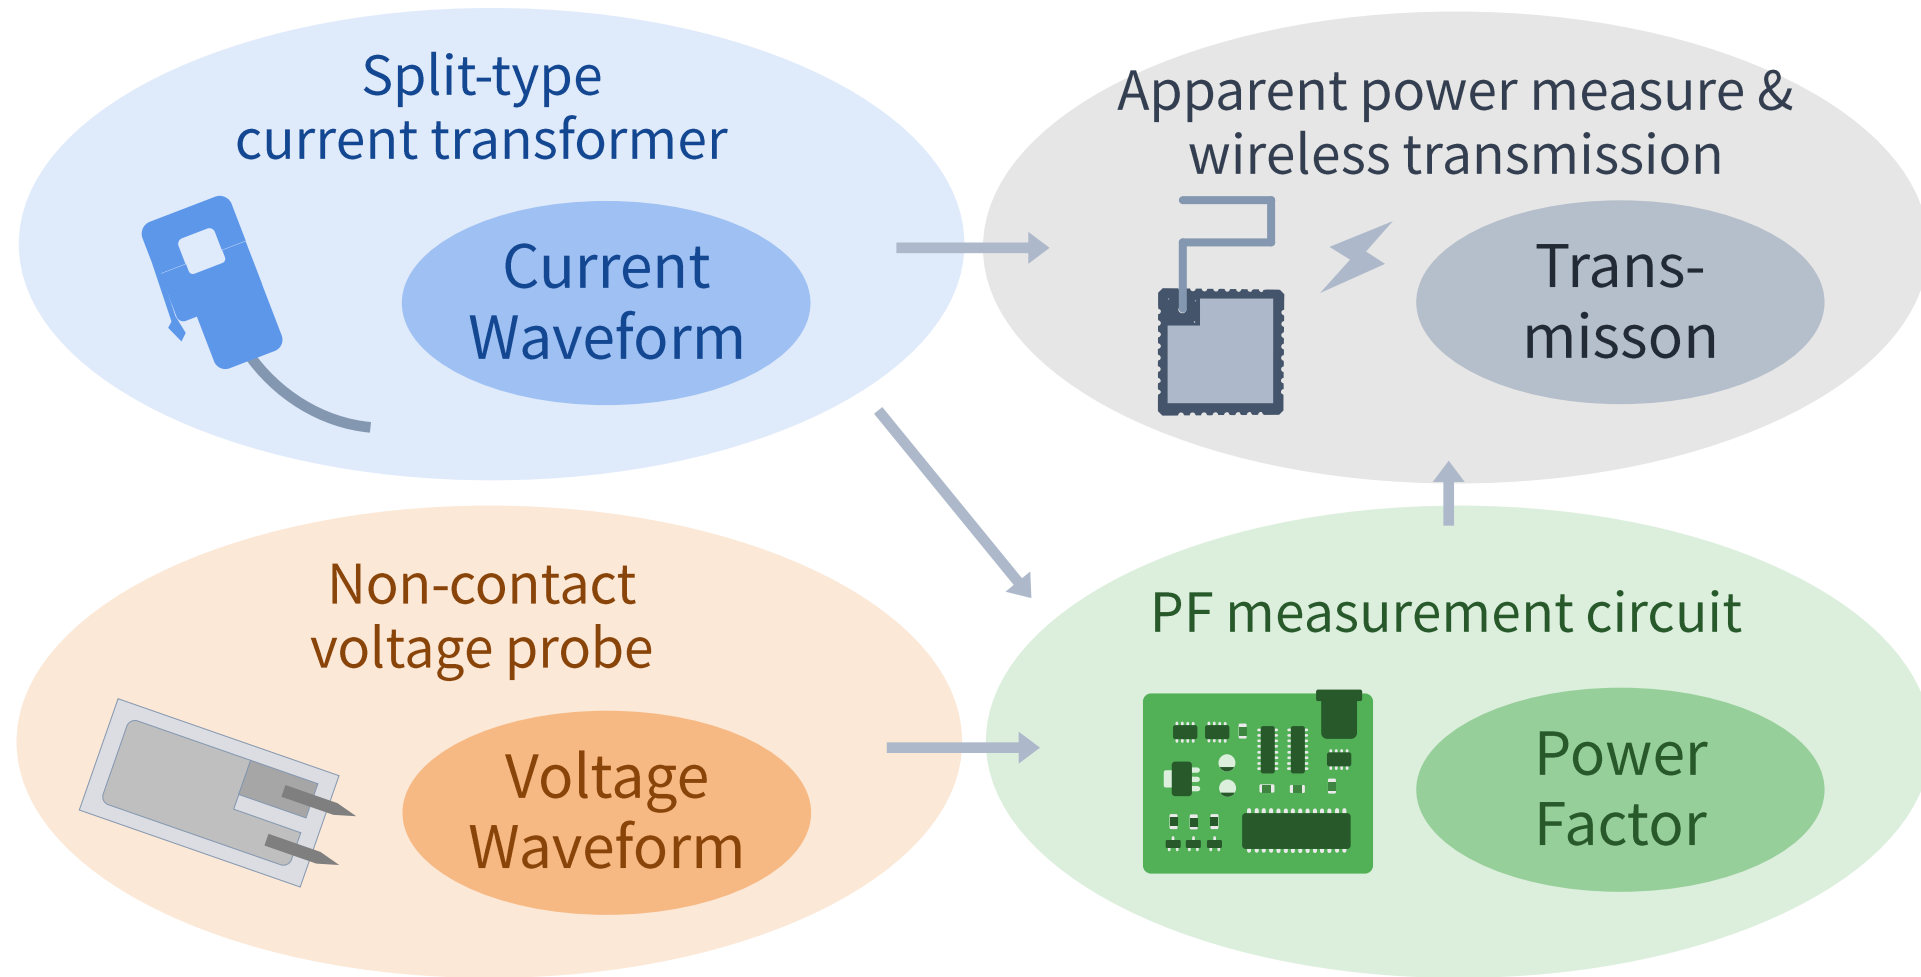 Split-type
current transformer
Current
Waveform
Apparent power measure &
wireless transmission
Trans-
misson
Non-contact
voltage probe
Voltage
Waveform
PF measurement circuit
Power
Factor